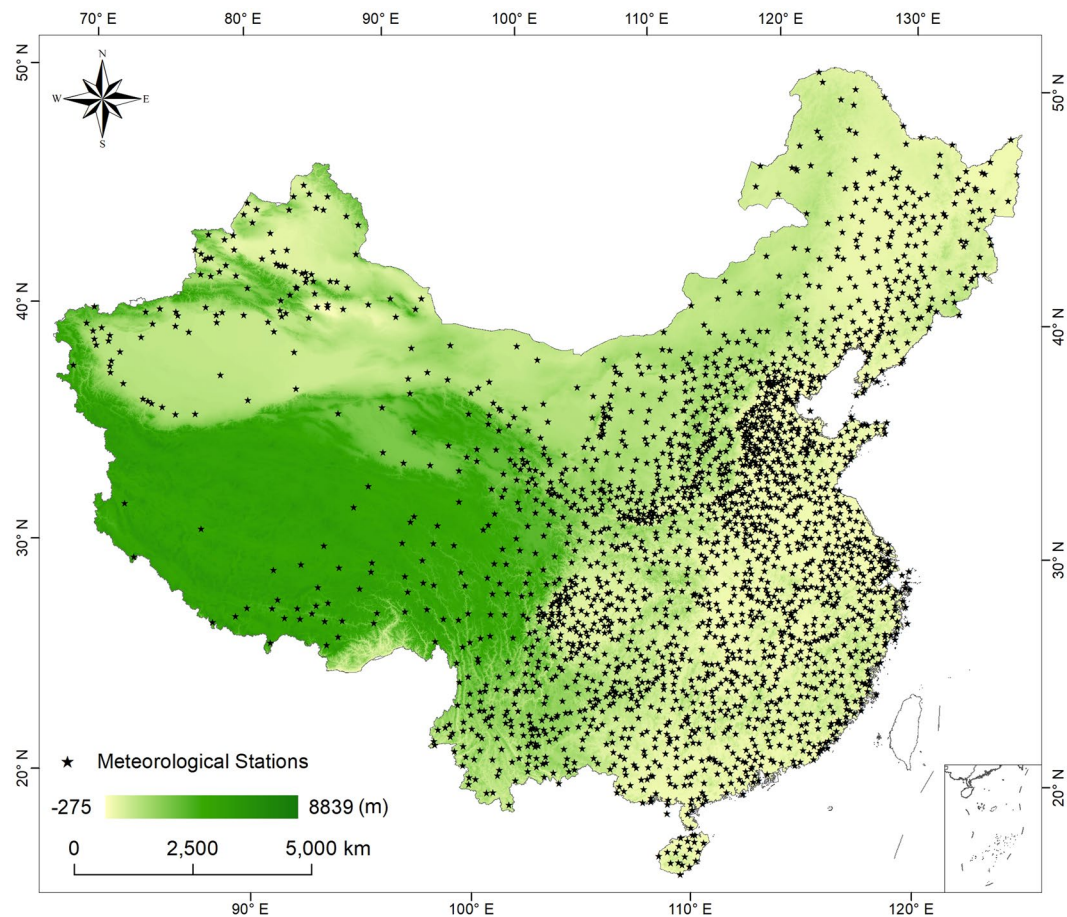 70° E 80° E 90° E 100° E 110° E 120° E 130° E
50° N
N
W E
S
50° N
40° N
40° N
30° N
30° N
★ Meteorological Stations
20° N
20° N
-275 8839 (m)
0 2,500 5,000 km
90° E 100° E 110° E 120° E